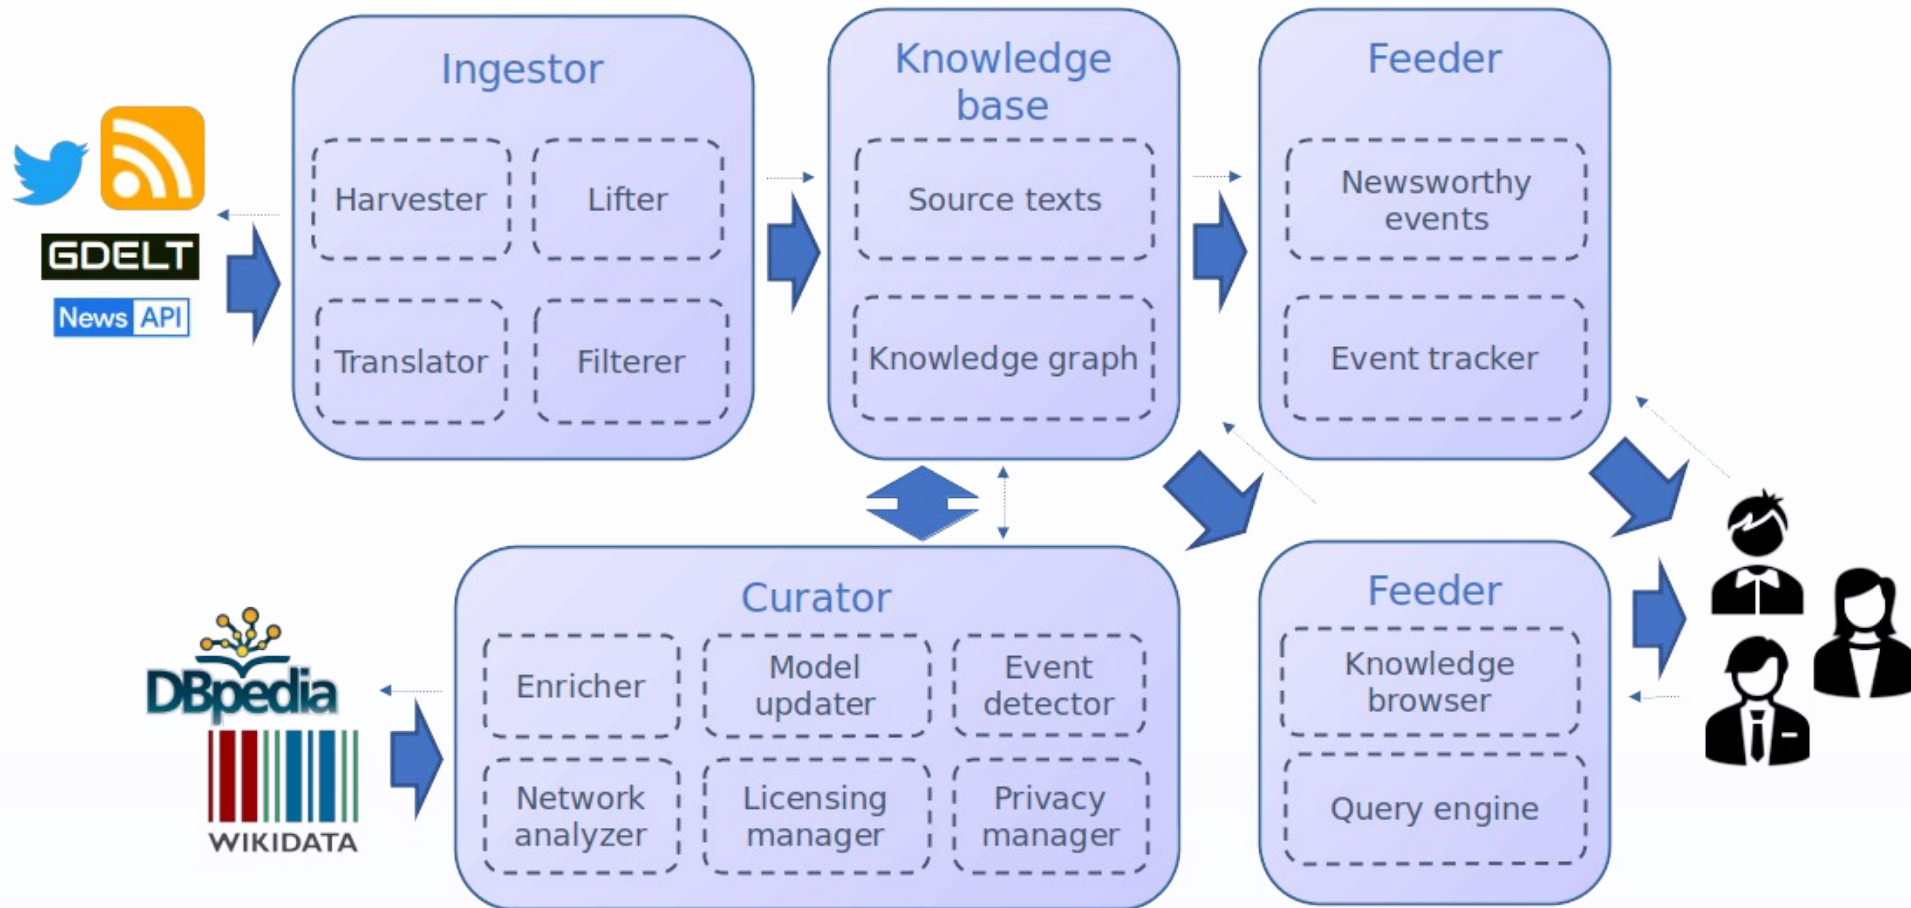 Ingestor
Harvester
Lifter
Translator
Filterer
Knowledge
base
Source texts
Knowledge graph
Feeder
Newsworthy
events
Event tracker
GDELT
News API
Curator
Enricher
Model
updater
Event
detector
Network
analyzer
Licensing
manager
Privacy
manager
DBpedia
WIKIDATA
Feeder
Knowledge
browser
Query engine